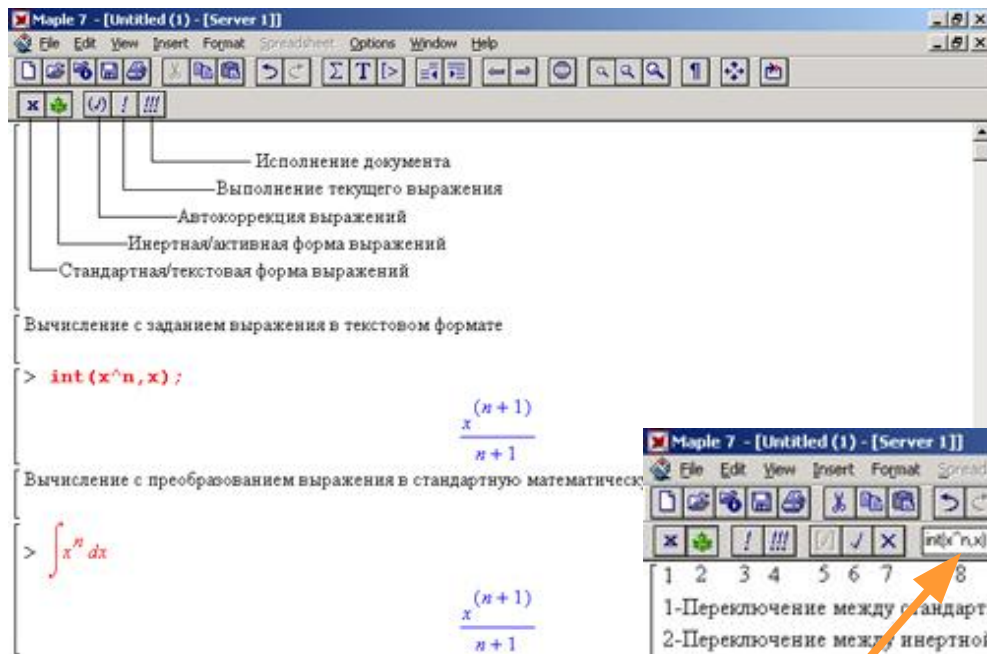 Maple 7 - [Untitled (1) - [Server 1]]
File Edit View Insert Format Spreadsheet Options Window Help
Исполнение документа
Выполнение текущего выражения
Автокоррекция выражений
Инертная/активная форма выражений
Стандартная/текстовая форма выражений
Вычисление с заданием выражения в текстовом формате
> int(x^n,x);
x^(n + 1)
n + 1
Вычисление с преобразованием выражения в стандартную математическу
> ∫x^n dx
x^(n + 1)
n + 1
Maple 7 - [Untitled (1) - [Server 1]]
File Edit View Insert Format Spread
int(x^n,x)
1 2 3 4 5 6 7 8
1-Переключение между стандарт
2-Переключение между инертной